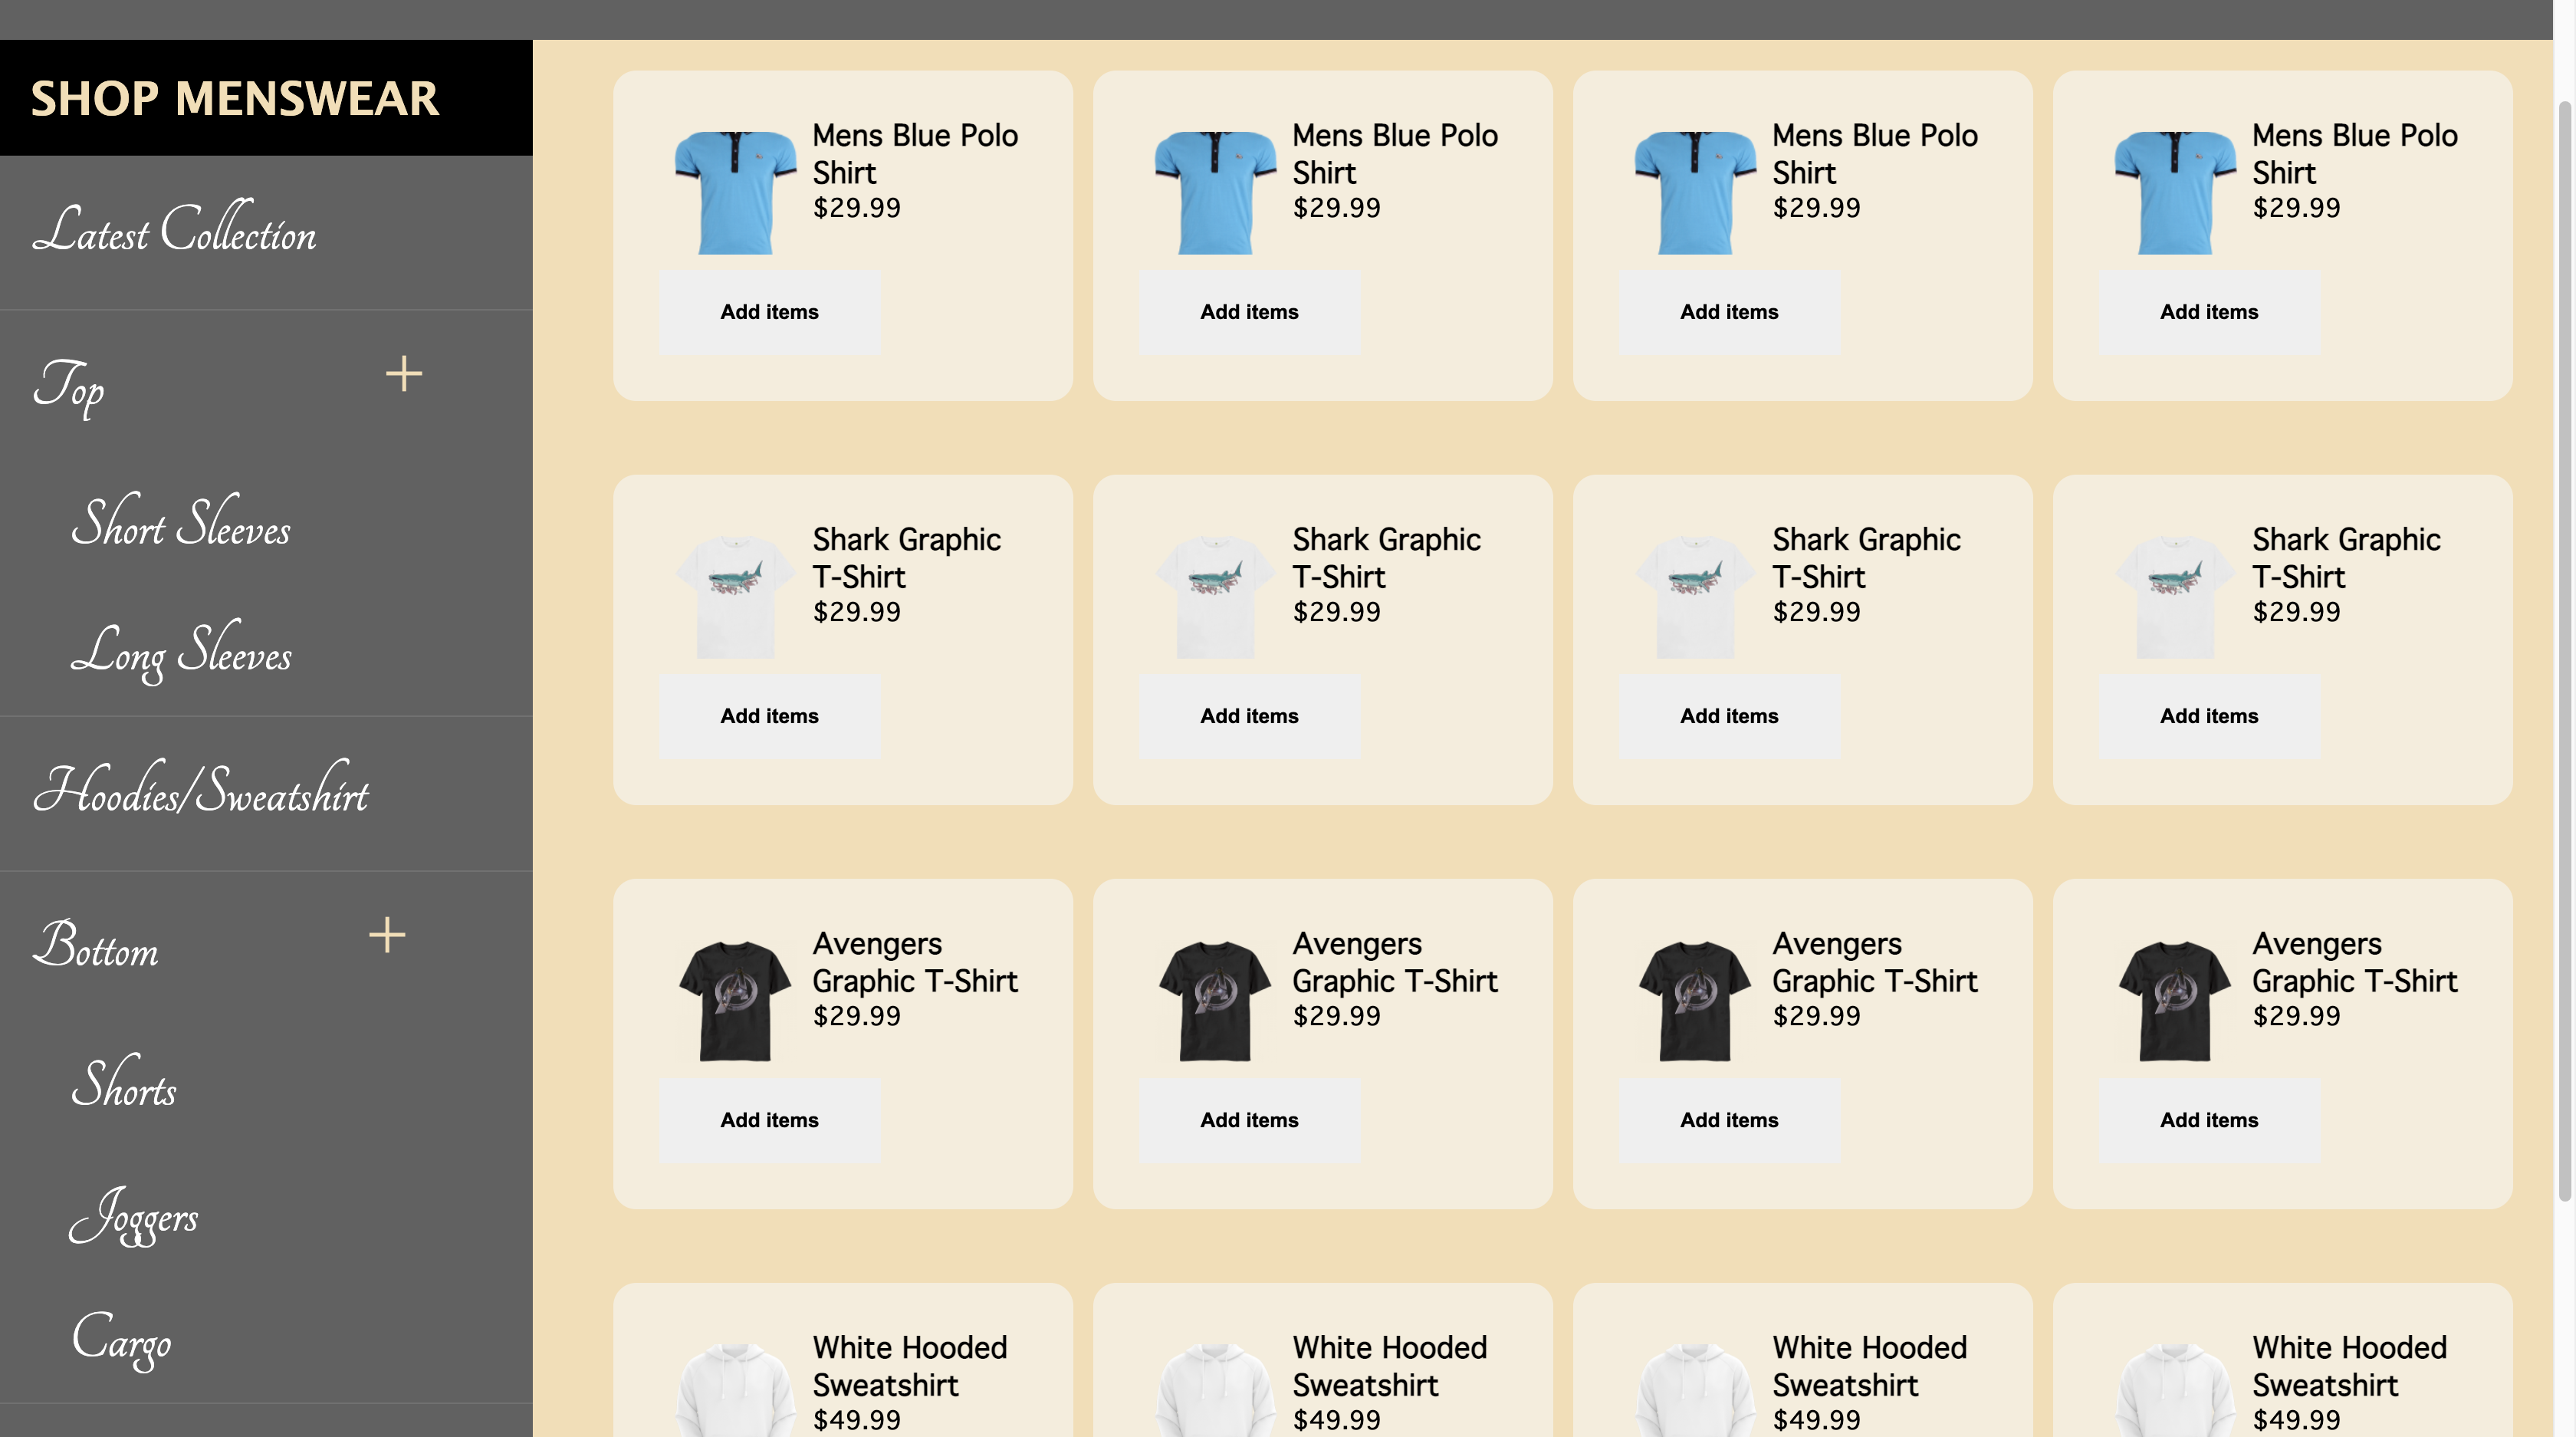 SHOP MENSWEAR
Latest Collection
Top +
Short Sleeves
Long Sleeves
Hoodies/Sweatshirt
Bottom +
Shorts
Joggers
Cargo
Mens Blue Polo
Shirt
$29.99
Add items
Mens Blue Polo
Shirt
$29.99
Add items
Mens Blue Polo
Shirt
$29.99
Add items
Mens Blue Polo
Shirt
$29.99
Add items
Shark Graphic
T-Shirt
$29.99
Add items
Shark Graphic
T-Shirt
$29.99
Add items
Shark Graphic
T-Shirt
$29.99
Add items
Shark Graphic
T-Shirt
$29.99
Add items
Avengers
Graphic T-Shirt
$29.99
Add items
Avengers
Graphic T-Shirt
$29.99
Add items
Avengers
Graphic T-Shirt
$29.99
Add items
Avengers
Graphic T-Shirt
$29.99
Add items
White Hooded
Sweatshirt
$49.99
White Hooded
Sweatshirt
$49.99
White Hooded
Sweatshirt
$49.99
White Hooded
Sweatshirt
$49.99